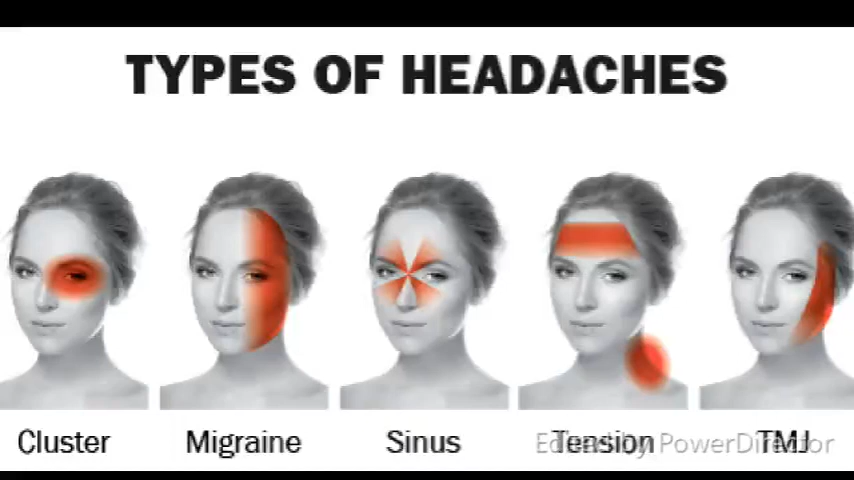 TYPES OF HEADACHES
Cluster
Migraine
Sinus
Tension
TMJ
Edited by PowerDirector